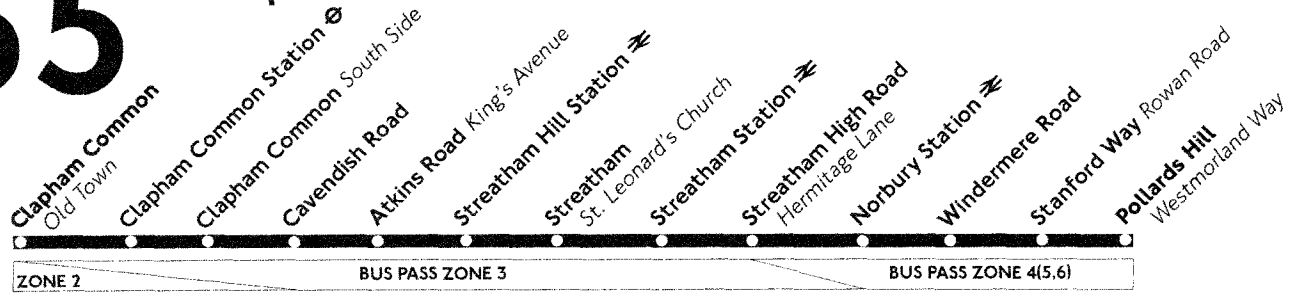 55
Clapham Common
Old Town
Clapham Common Station
Clapham Common South Side
Cavendish Road
Atkins Road King's Avenue
Streatham Hill Station
Streatham
St. Leonard's Church
Streatham Station
Streatham High Road
Hermitage Lane
Norbury Station
Windermere Road
Stanford Way Rowan Road
Pollards Hill
Westmorland Way
ZONE 2
BUS PASS ZONE 3
BUS PASS ZONE 4(5,6)